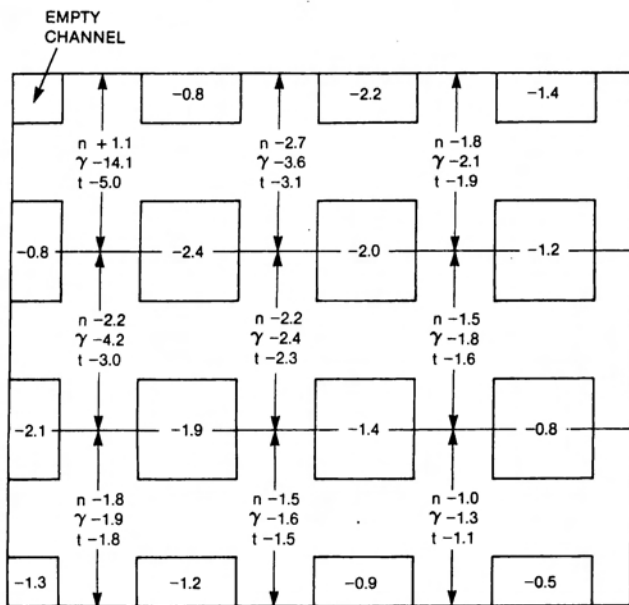 EMPTY
CHANNEL
-0.8
-2.2
-1.4
n + 1.1
γ -14.1
t -5.0
n -2.7
γ -3.6
t -3.1
n -1.8
γ -2.1
t -1.9
-0.8
-2.4
-2.0
-1.2
n -2.2
γ -4.2
t -3.0
n -2.2
γ -2.4
t -2.3
n -1.5
γ -1.8
t -1.6
-2.1
-1.9
-1.4
-0.8
n -1.8
γ -1.9
t -1.8
n -1.5
γ -1.6
t -1.5
n -1.0
γ -1.3
t -1.1
-1.3
-1.2
-0.9
-0.5